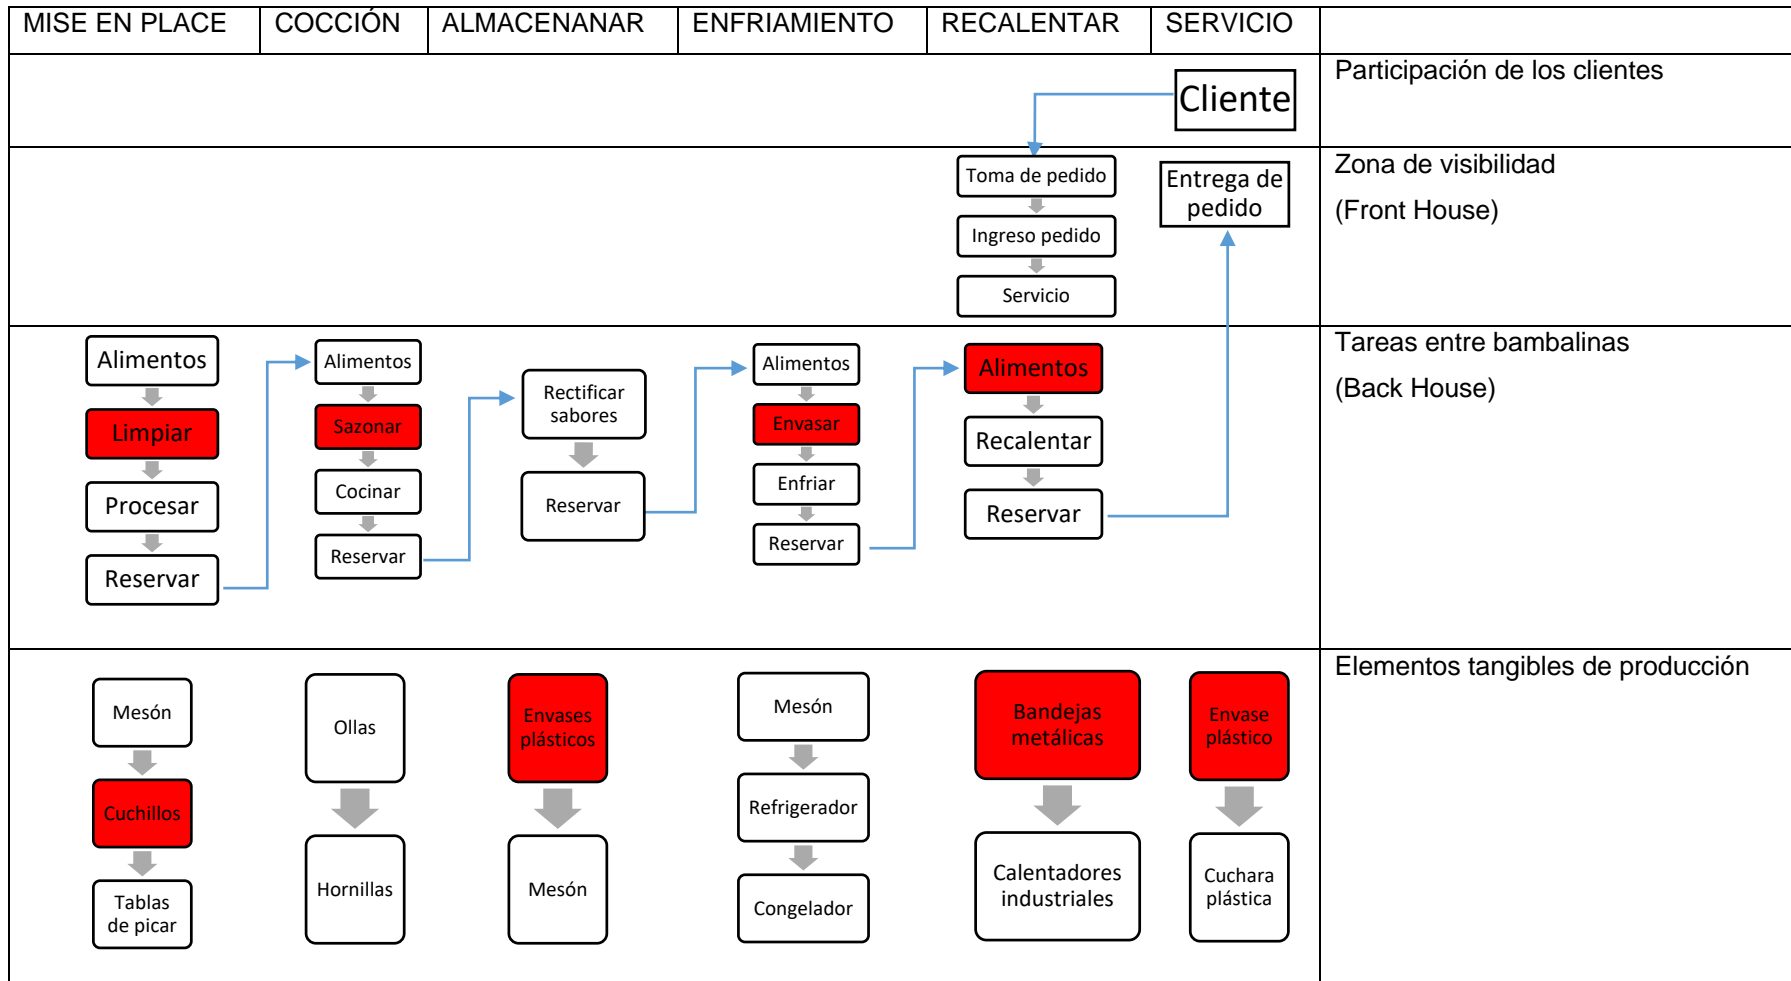 MISE EN PLACE
COCCIÓN
ALMACENANAR
ENFRIAMIENTO
RECALENTAR
SERVICIO
Cliente
Participación de los clientes
Toma de pedido
Ingreso pedido
Servicio
Entrega de
pedido
Zona de visibilidad
(Front House)
Alimentos
Limpiar
Procesar
Reservar
Alimentos
Sazonar
Cocinar
Reservar
Rectificar
sabores
Reservar
Alimentos
Envasar
Enfriar
Reservar
Alimentos
Recalentar
Reservar
Tareas entre bambalinas
(Back House)
Mesón
Cuchillos
Tablas
de picar
Ollas
Hornillas
Envases
plásticos
Mesón
Mesón
Refrigerador
Congelador
Bandejas
metálicas
Calentadores
industriales
Envase
plástico
Cuchara
plástica
Elementos tangibles de producción